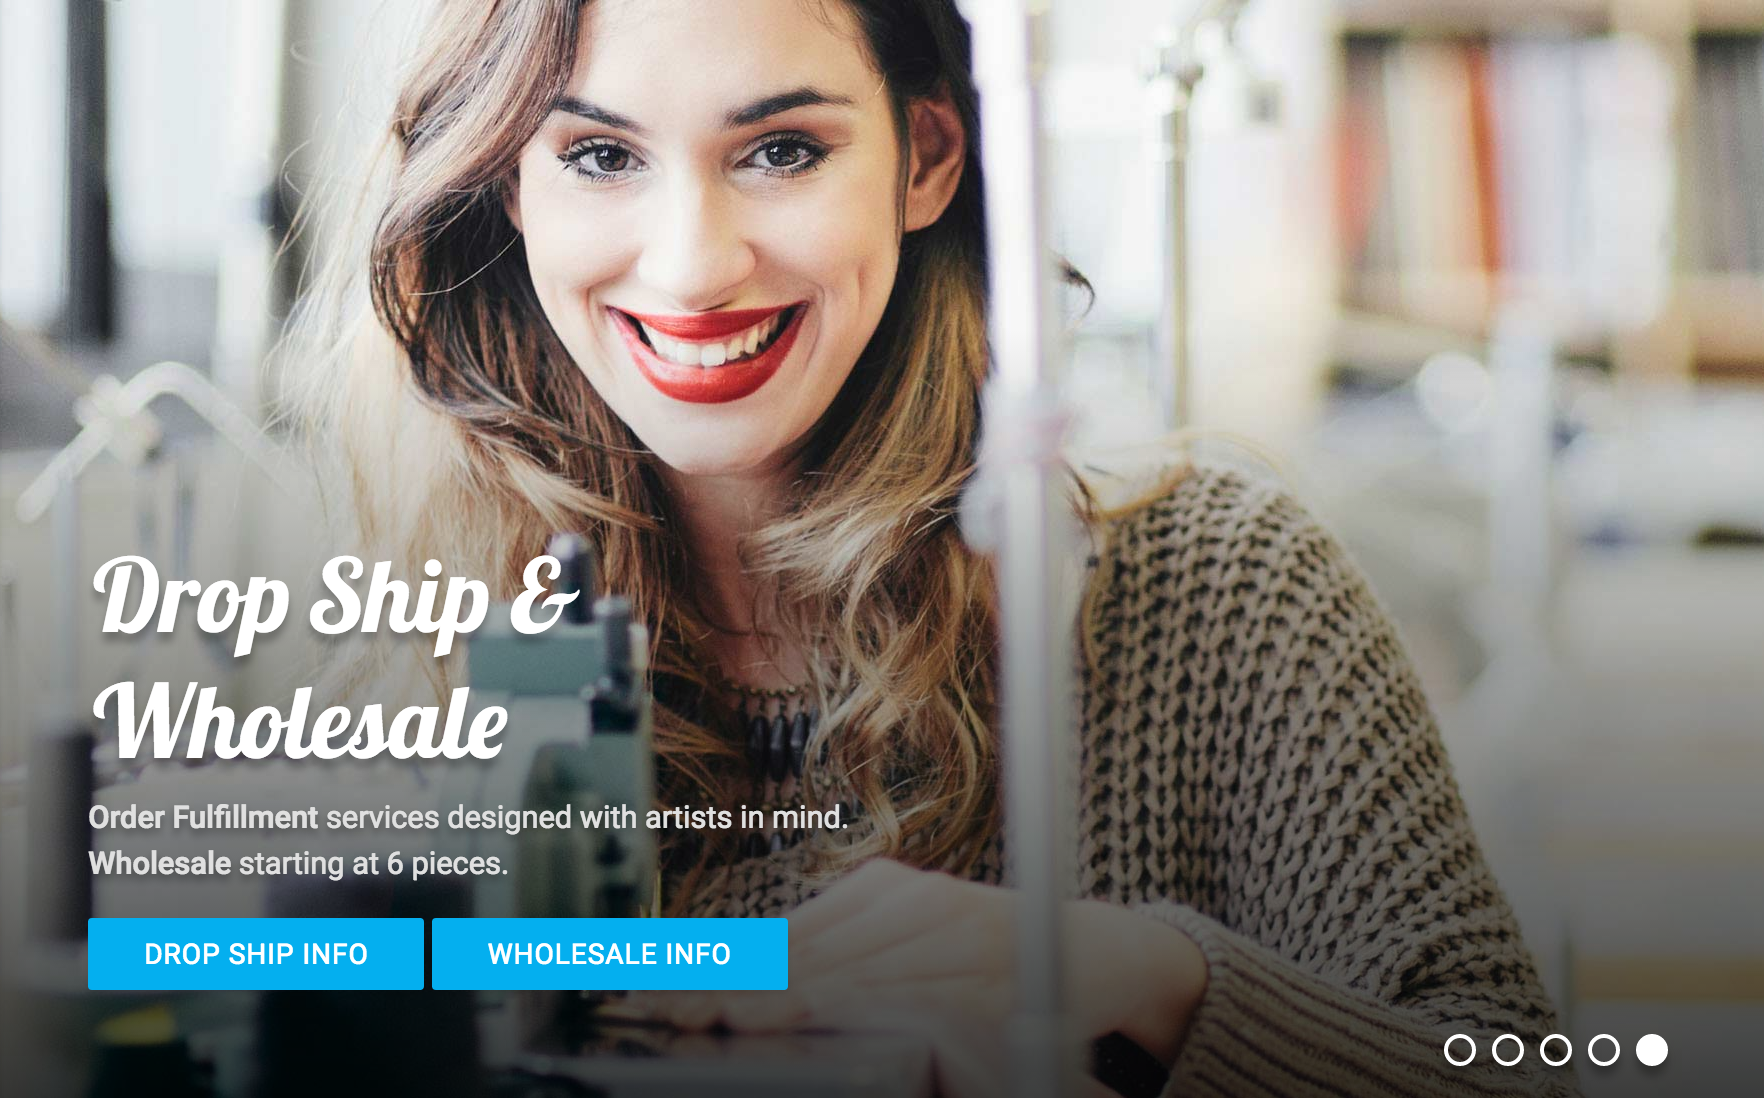 Drop Ship &
Wholesale
Order Fulfillment services designed with artists in mind.
Wholesale starting at 6 pieces.
DROP SHIP INFO
WHOLESALE INFO